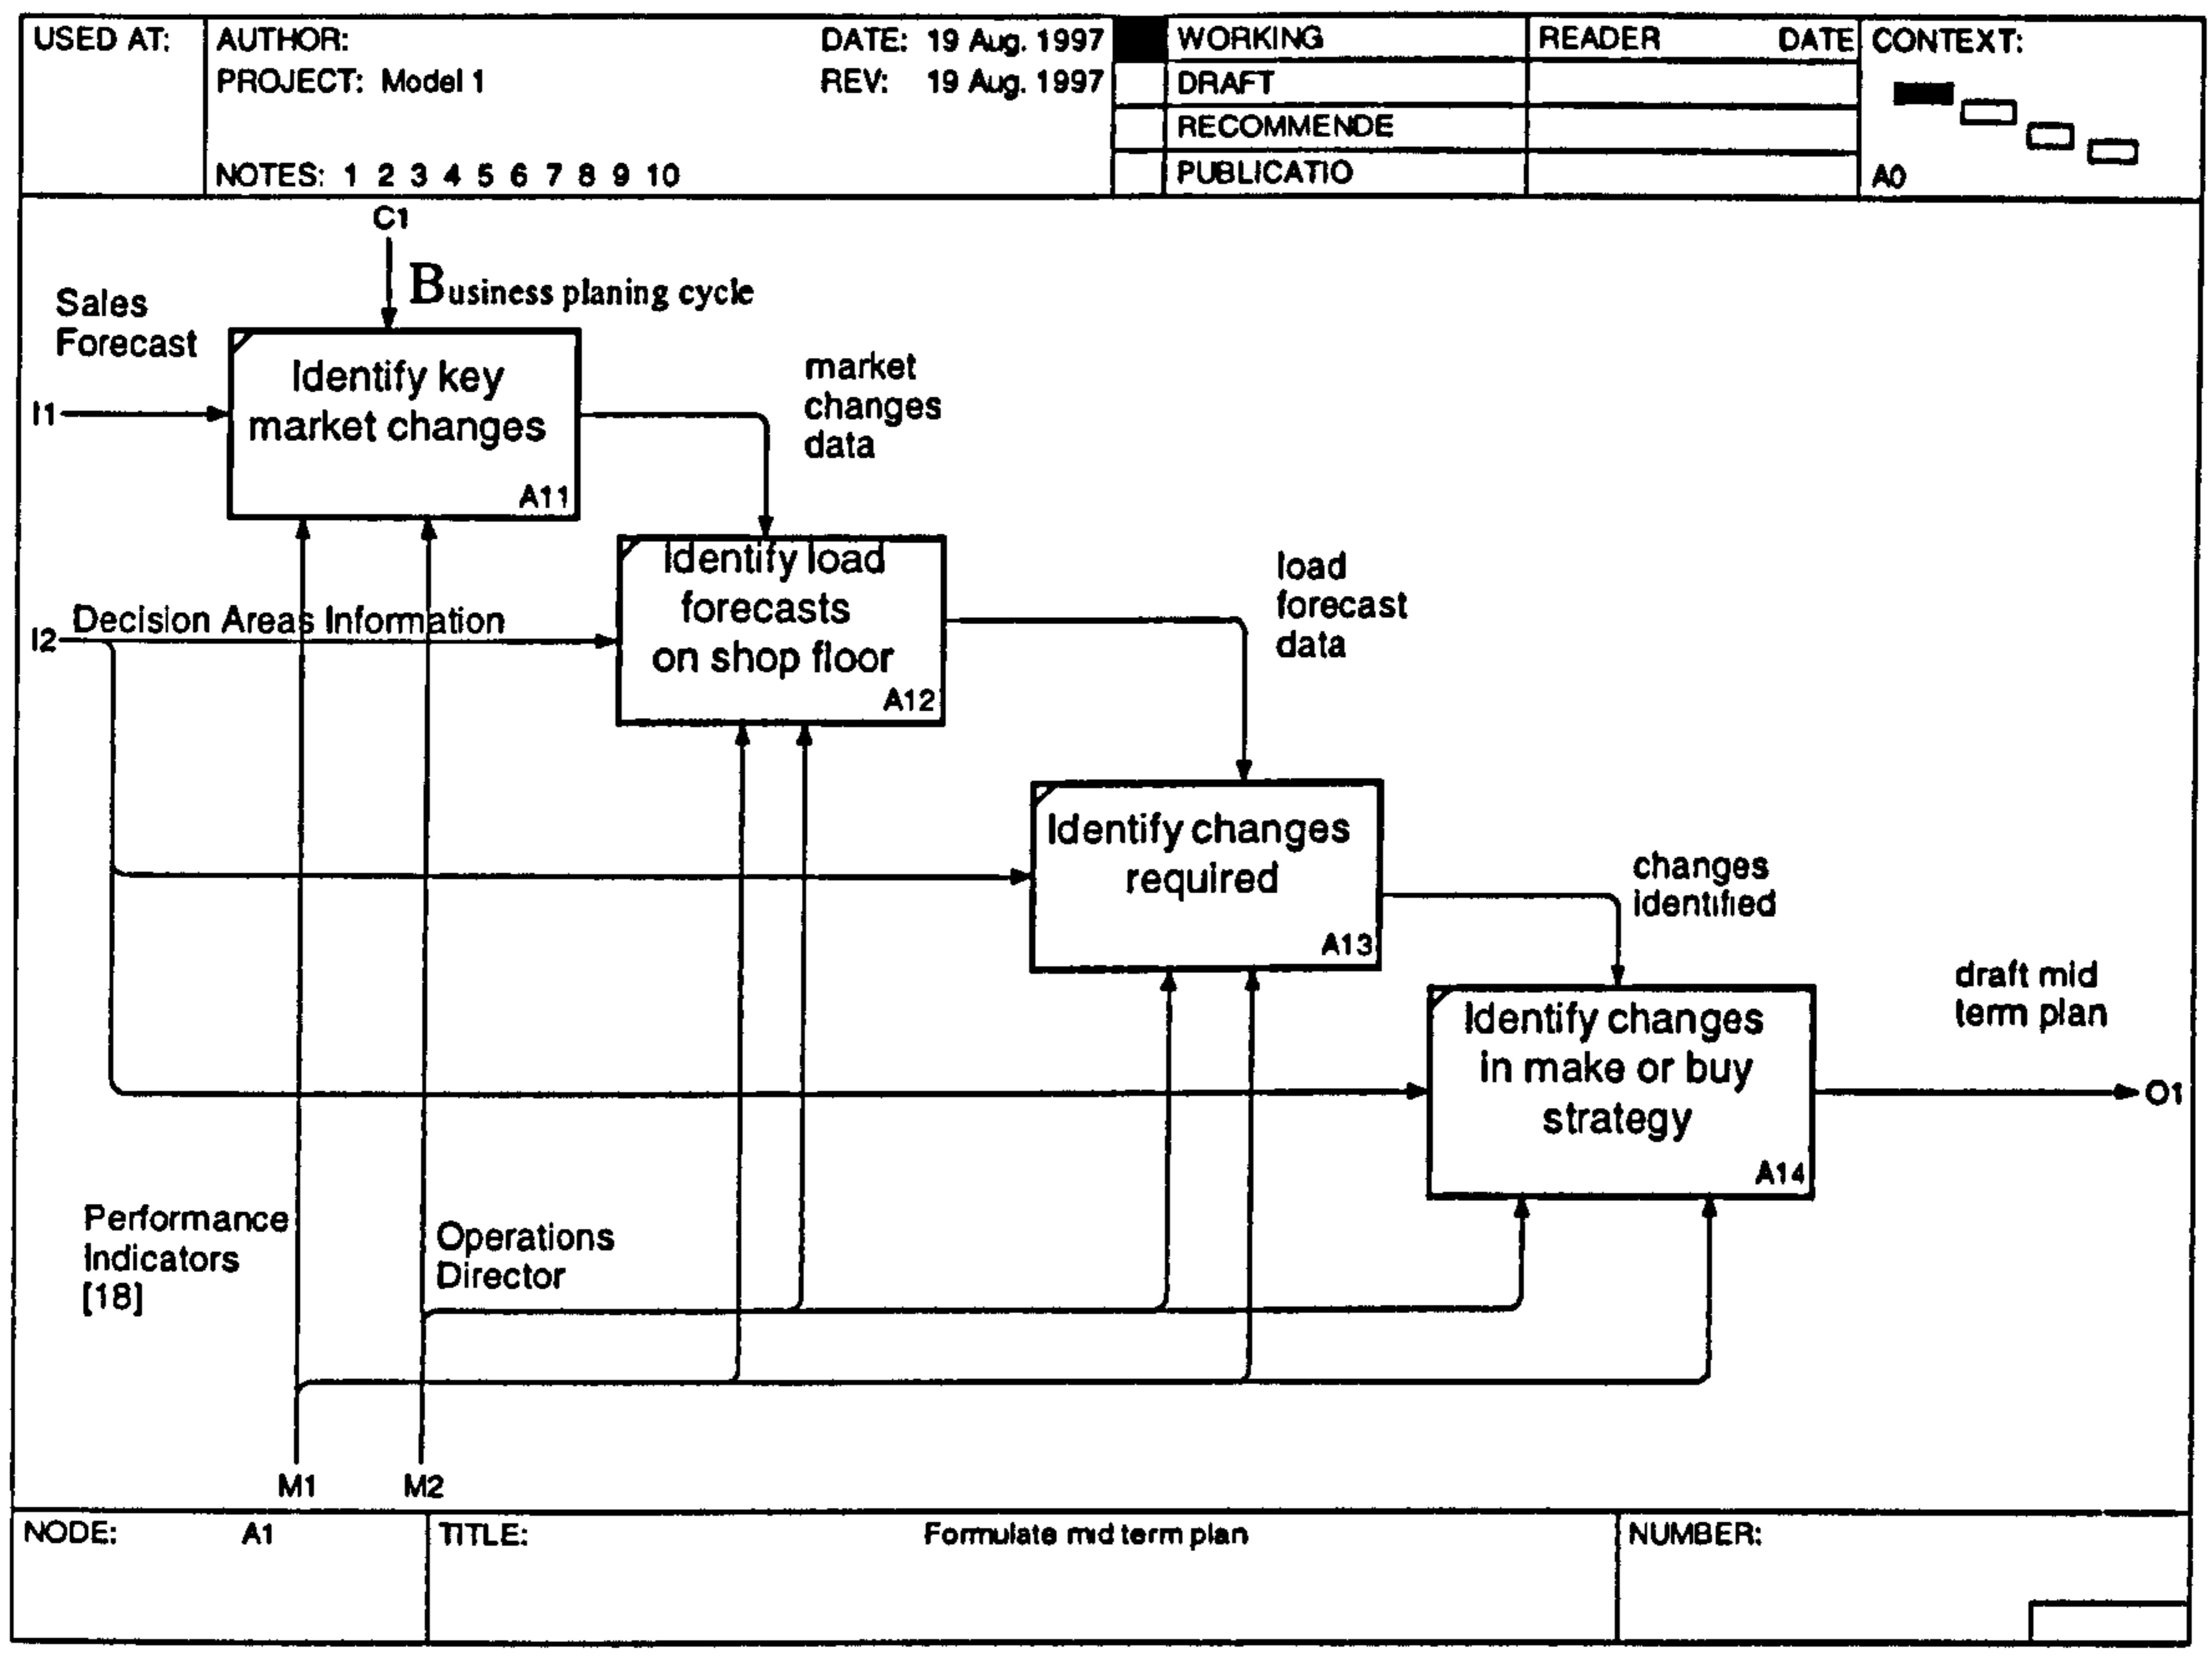 USED AT:
AUTHOR:
DATE: 19 Aug. 1997
PROJECT: Model 1
REV: 19 Aug. 1997
NOTES: 1 2 3 4 5 6 7 8 9 10
WORKING
DRAFT
RECOMMENDE
PUBLICATIO
READER DATE
CONTEXT:
A0
C1
Business planing cycle
Sales
Forecast
I1
Identify key
market changes
A11
market
changes
data
I2
Decision Areas Information
Identify load
forecasts
on shop floor
A12
load
forecast
data
Identify changes
required
A13
changes
identified
Identify changes
in make or buy
strategy
A14
draft mid
term plan
O1
Performance
Indicators
[18]
Operations
Director
M1
M2
NODE: A1
TITLE: Formulate mid term plan
NUMBER: